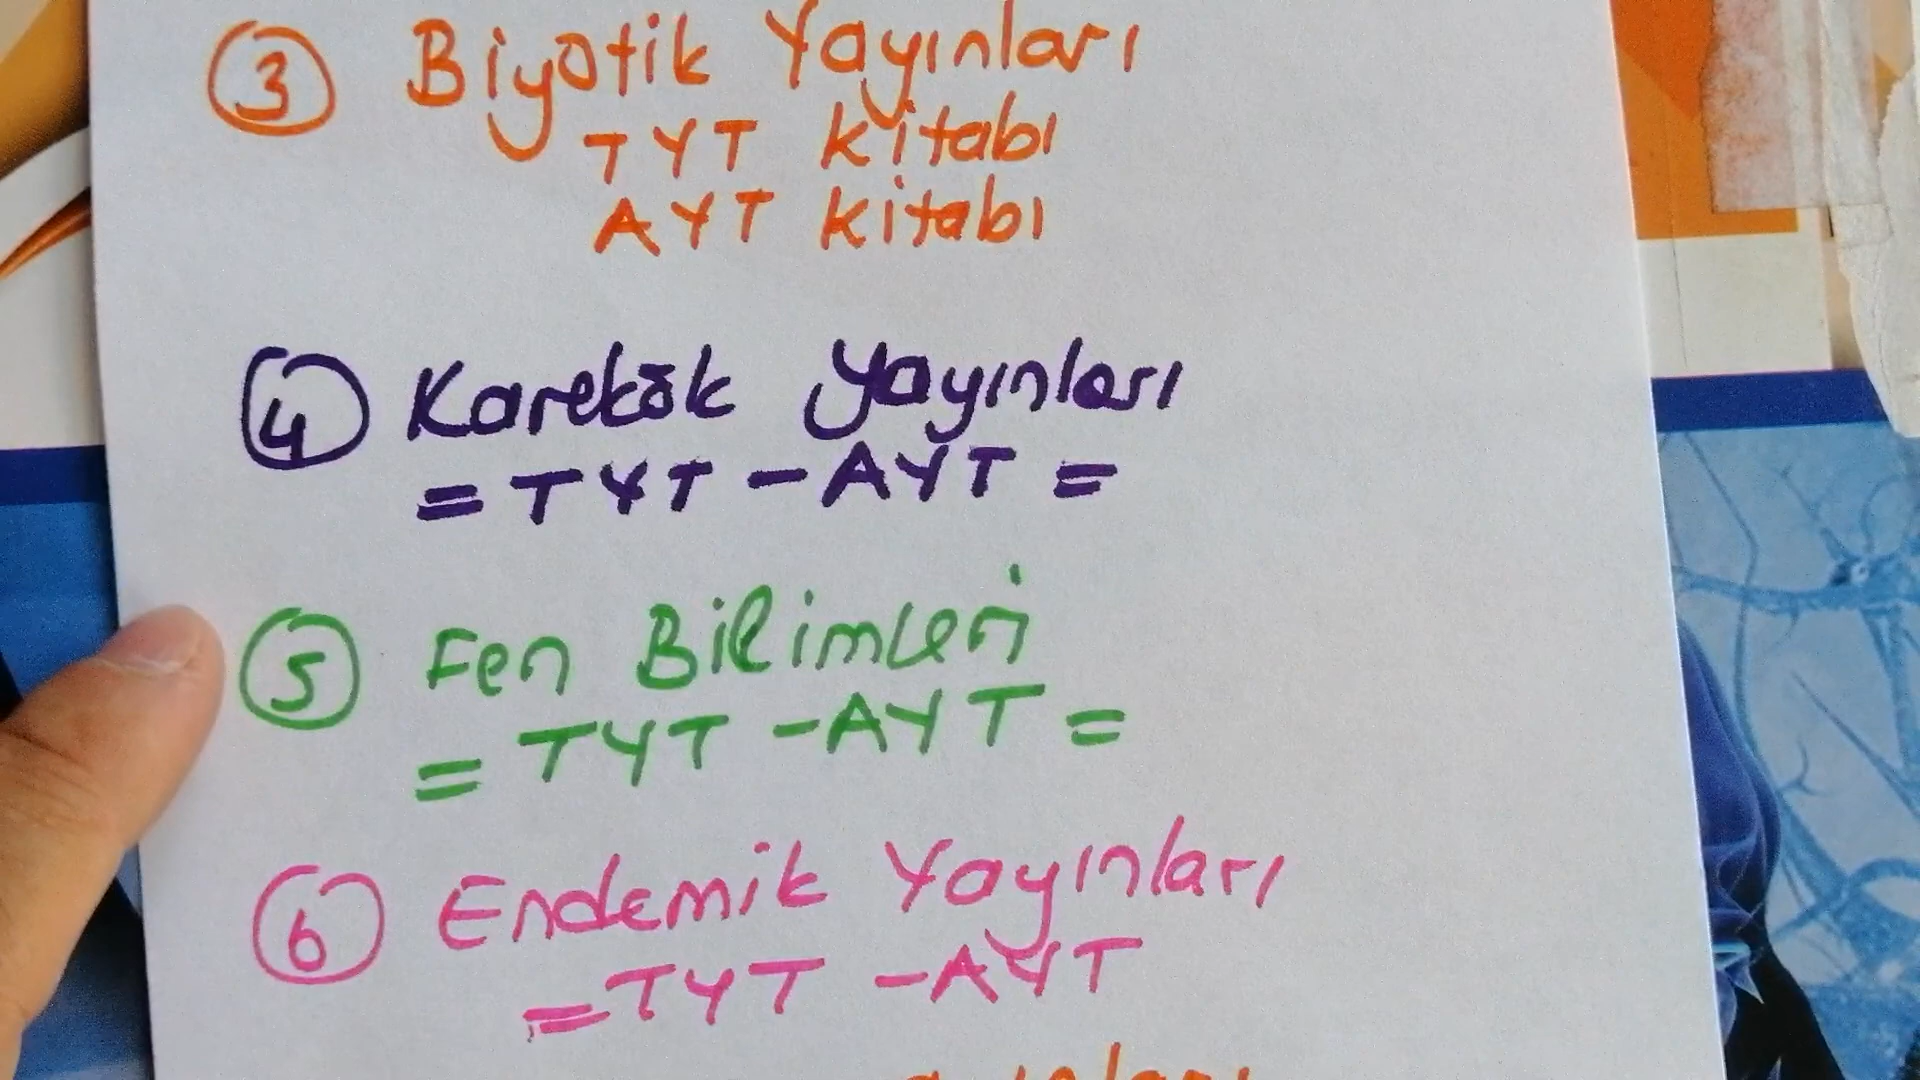 3 Biyotik Yayınları
TYT kitabı
AYT kitabı
4 Karekök Yayınları
= TYT - AYT =
5 Fen Bilimleri
= TYT - AYT =
6 Endemik Yayınları
= TYT - AYT